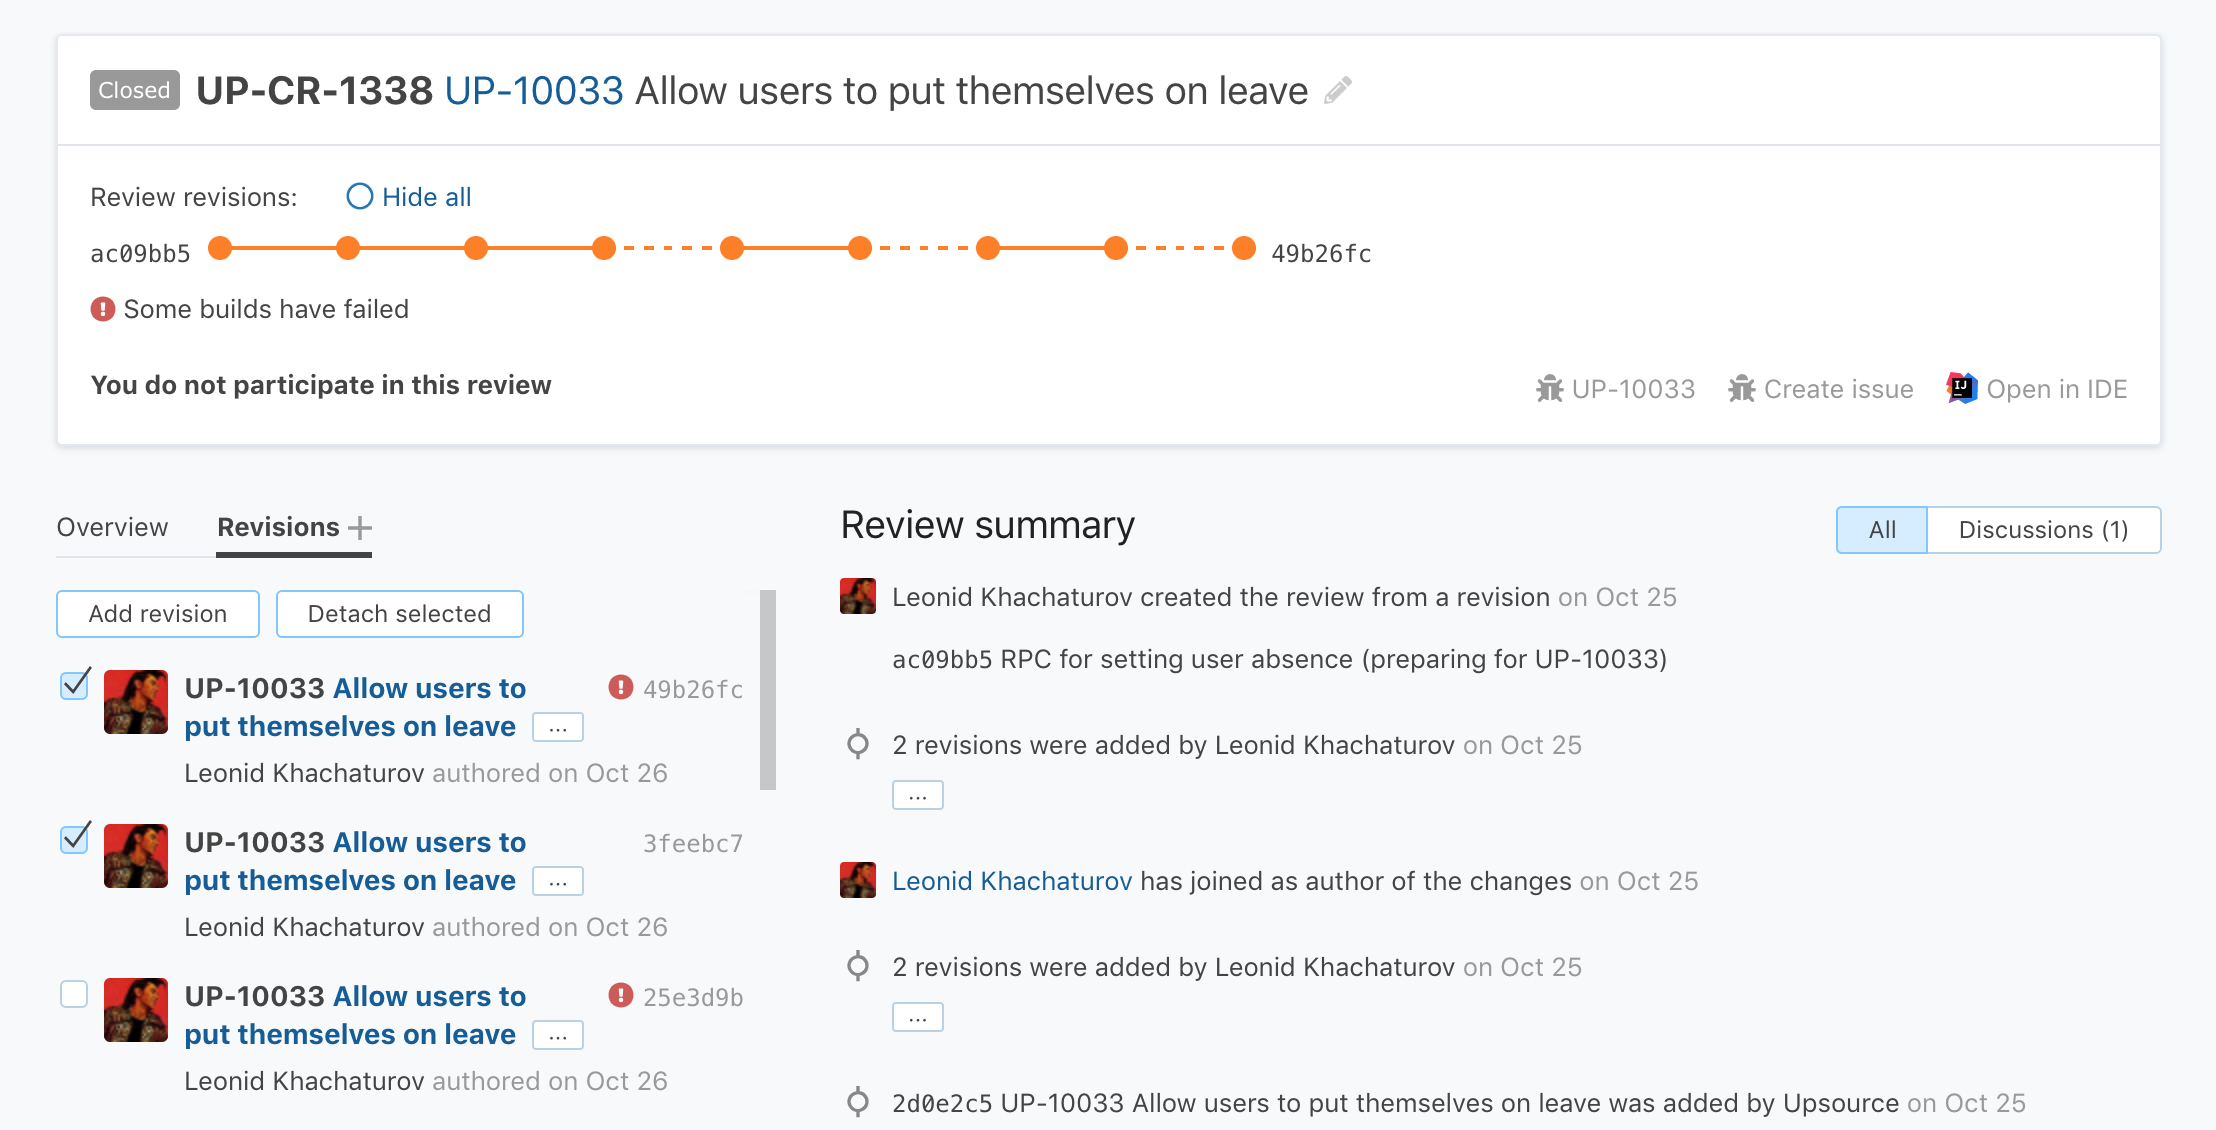 Closed UP-CR-1338 UP-10033 Allow users to put themselves on leave
Review revisions: Hide all
ac09bb5 49b26fc
! Some builds have failed
You do not participate in this review
UP-10033 Create issue IJ Open in IDE
Overview Revisions
Add revision Detach selected
UP-10033 Allow users to ! 49b26fc
put themselves on leave ...
Leonid Khachaturov authored on Oct 26
UP-10033 Allow users to 3feebc7
put themselves on leave ...
Leonid Khachaturov authored on Oct 26
UP-10033 Allow users to ! 25e3d9b
put themselves on leave ...
Leonid Khachaturov authored on Oct 26
Review summary All Discussions (1)
Leonid Khachaturov created the review from a revision on Oct 25
ac09bb5 RPC for setting user absence (preparing for UP-10033)
2 revisions were added by Leonid Khachaturov on Oct 25
...
Leonid Khachaturov has joined as author of the changes on Oct 25
2 revisions were added by Leonid Khachaturov on Oct 25
...
2d0e2c5 UP-10033 Allow users to put themselves on leave was added by Upsource on Oct 25